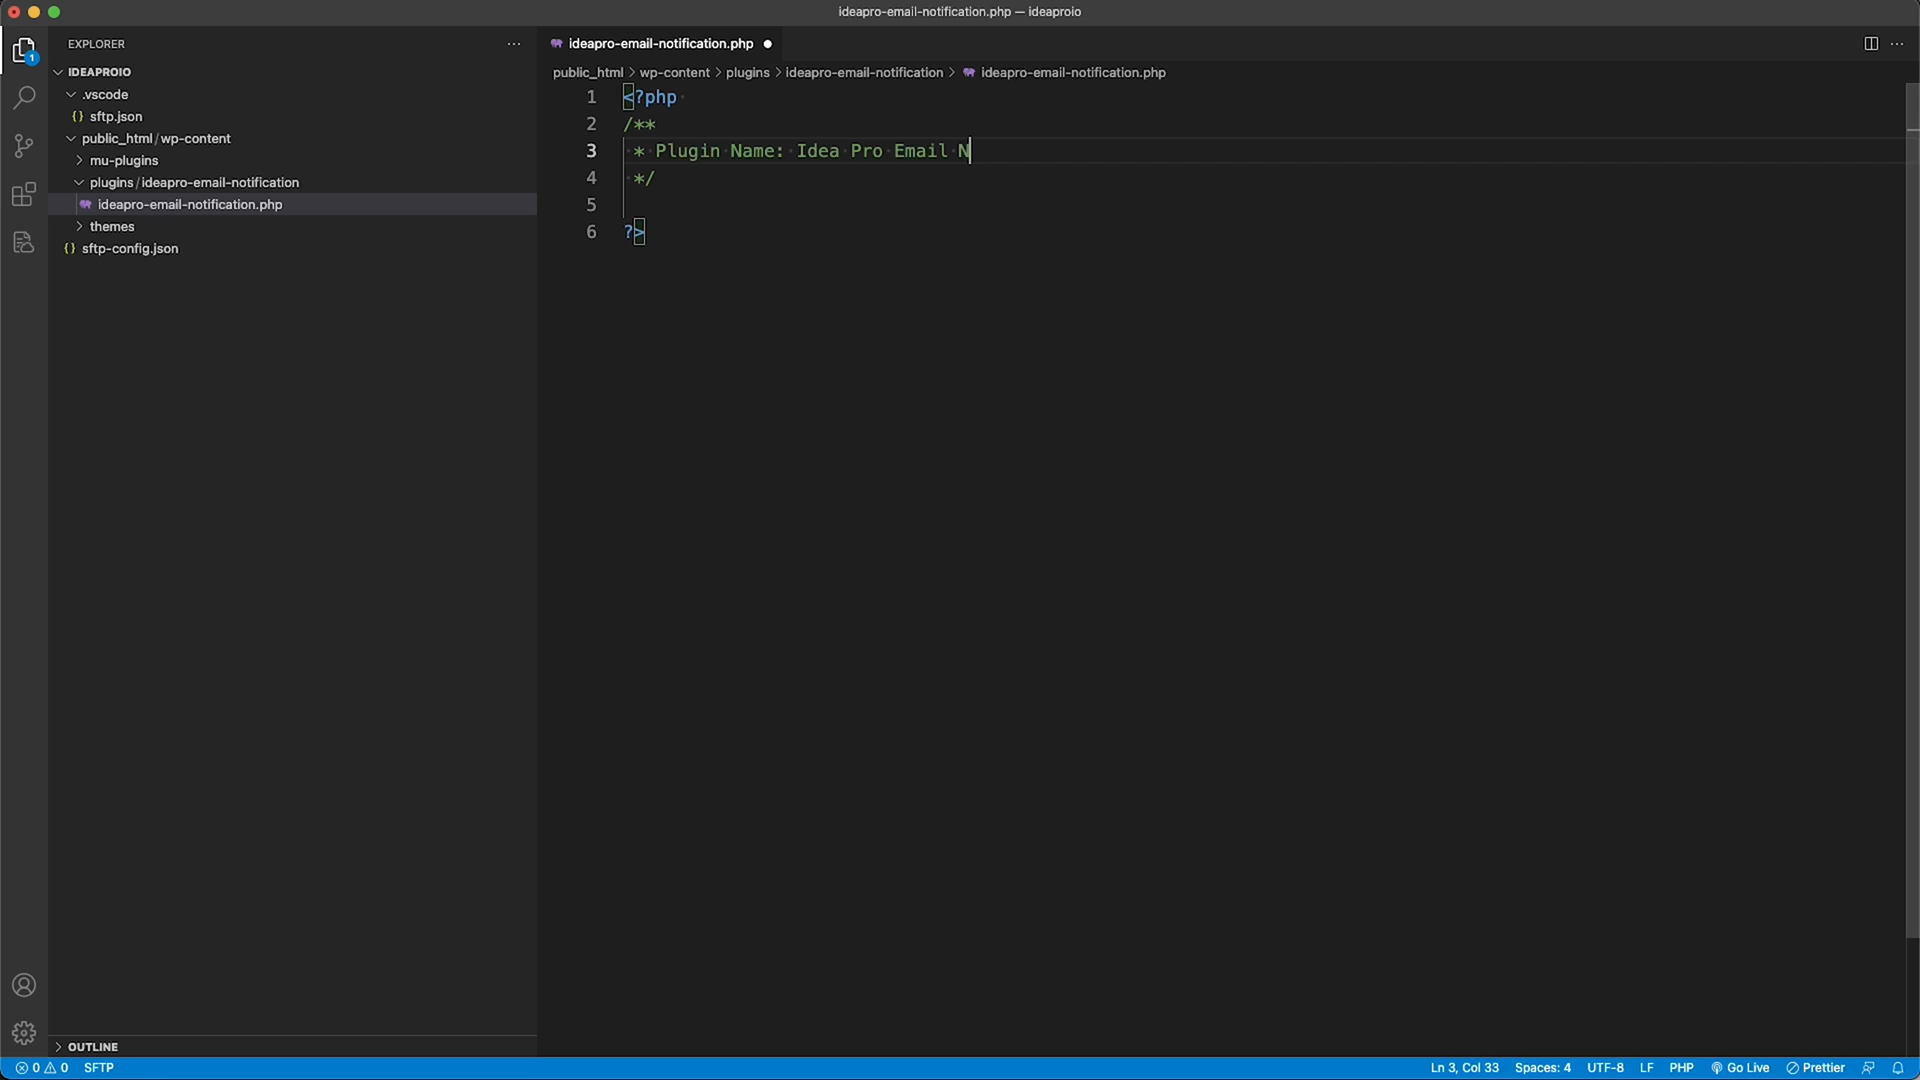 ideapro-email-notification.php — ideaproio
EXPLORER
IDEAPROIO
.vscode
{} sftp.json
public_html / wp-content
mu-plugins
plugins / ideapro-email-notification
ideapro-email-notification.php
themes
{} sftp-config.json
OUTLINE
1
ideapro-email-notification.php
public_html > wp-content > plugins > ideapro-email-notification > ideapro-email-notification.php
1 <?php
2 /**
3 * Plugin Name: Idea Pro Email N
4 */
5
6 ?>
0 0 SFTP
Ln 3, Col 33 Spaces: 4 UTF-8 LF PHP Go Live Prettier